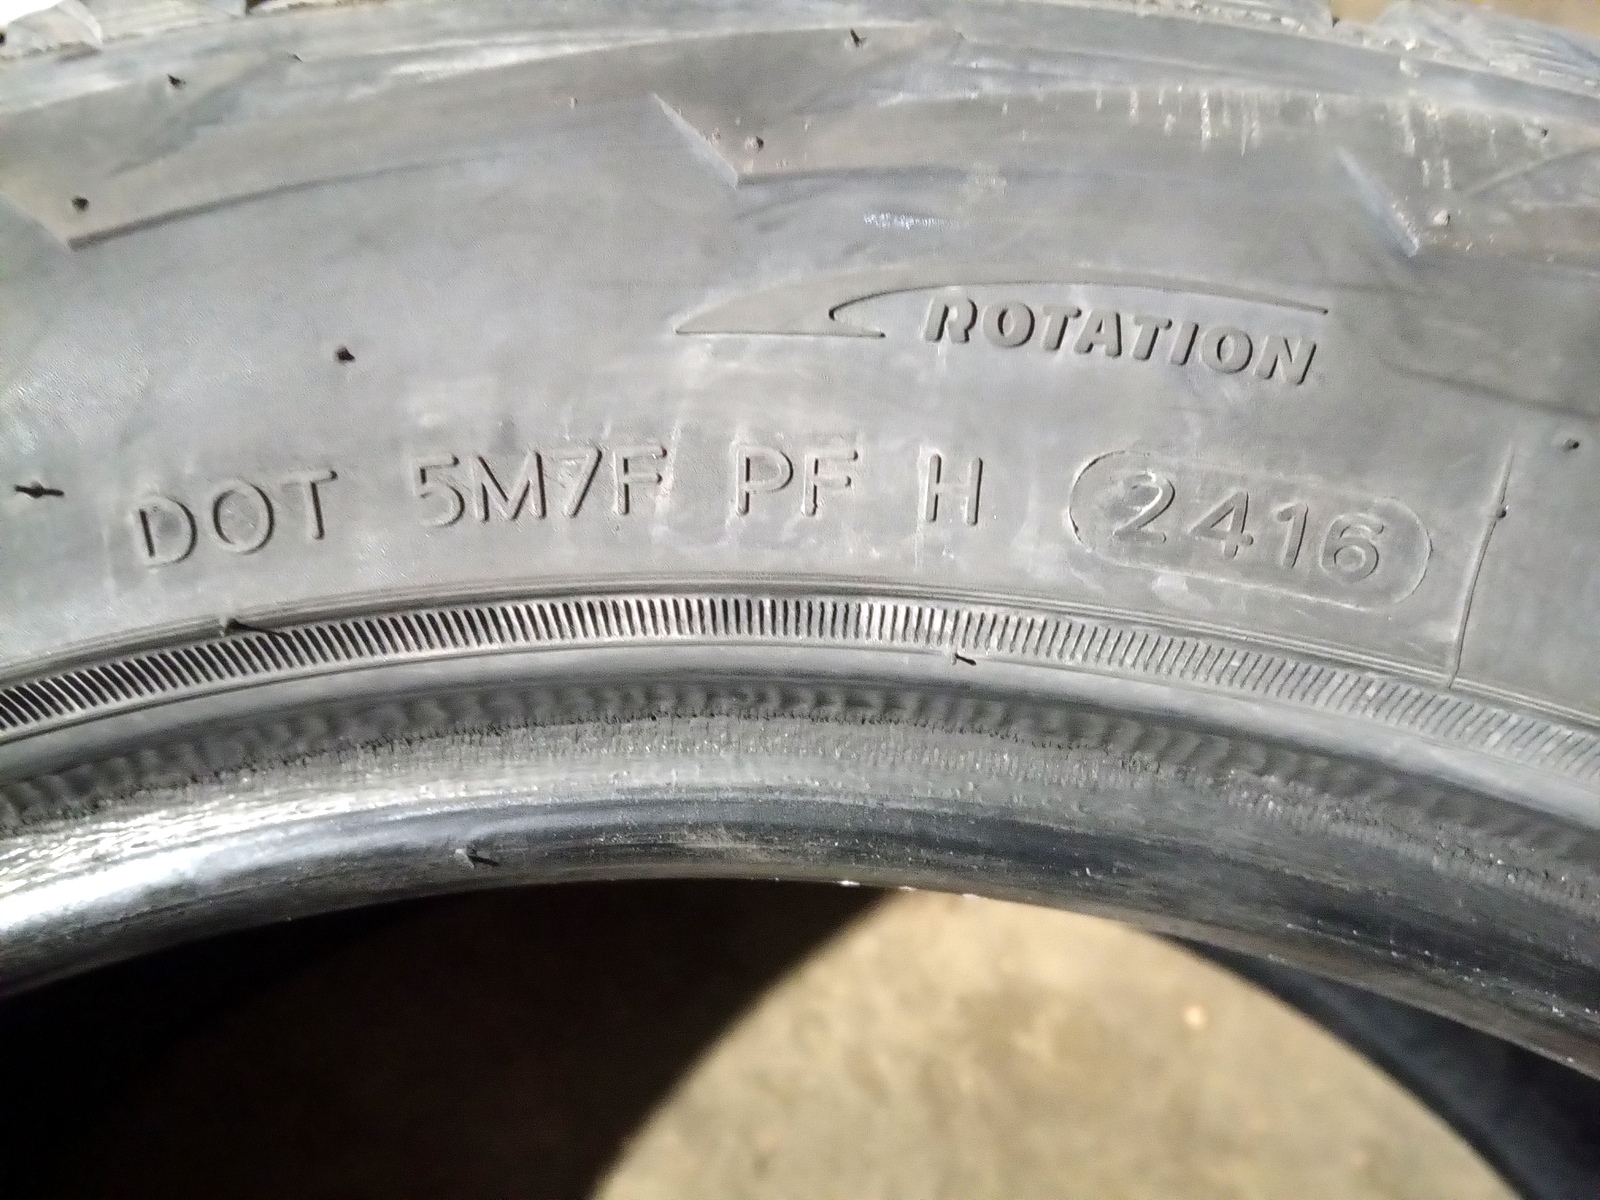 ROTATION
DOT 5M7F PF H 2416